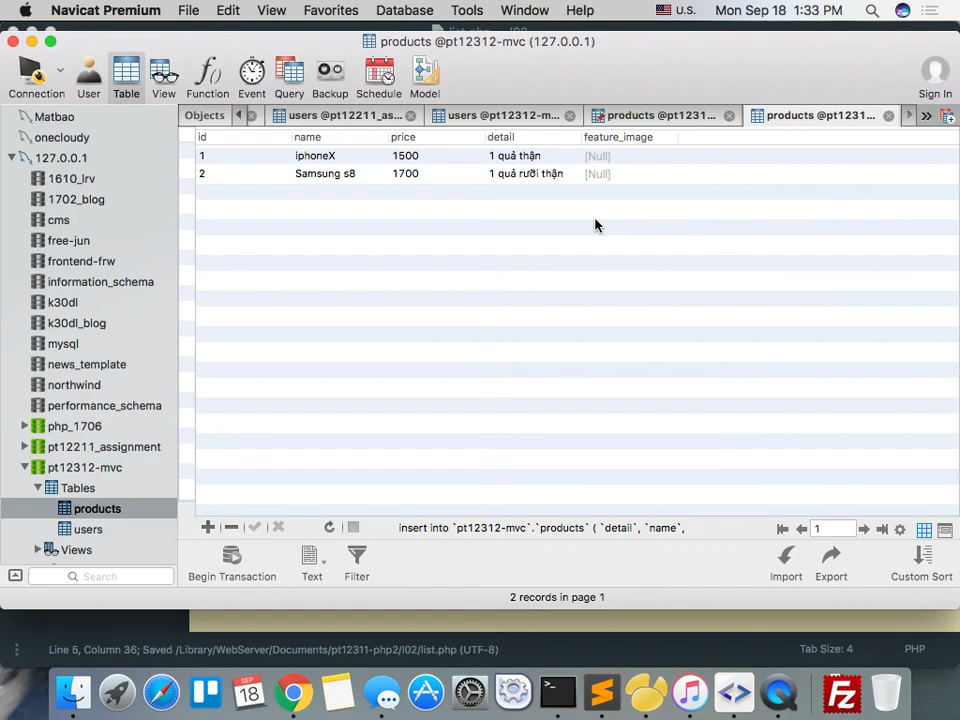 Navicat Premium File Edit View Favorites Database Tools Window Help U.S. Mon Sep 18 1:33 PM
products @pt12312-mvc (127.0.0.1)
Connection User Table View Function Event Query Backup Schedule Model Sign In
Objects users @pt12211_as... users @pt12312-m... products @pt1231... products @pt1231...
id name price detail feature_image
1 iphoneX 1500 1 quả thận [Null]
2 Samsung s8 1700 1 quả rưỡi thận [Null]
Matbao
onecloudy
127.0.0.1
1610_lrv
1702_blog
cms
free-jun
frontend-frw
information_schema
k30dl
k30dl_blog
mysql
news_template
northwind
performance_schema
php_1706
pt12211_assignment
pt12312-mvc
Tables
products
users
Views
Search
insert into `pt12312-mvc`.`products` ( `detail`, `name`,
1
Begin Transaction Text Filter Import Export Custom Sort
2 records in page 1
Line 5, Column 36; Saved /Library/WebServer/Documents/pt12311-php2/l02/list.php (UTF-8) Tab Size: 4 PHP
SEP
18
Fz